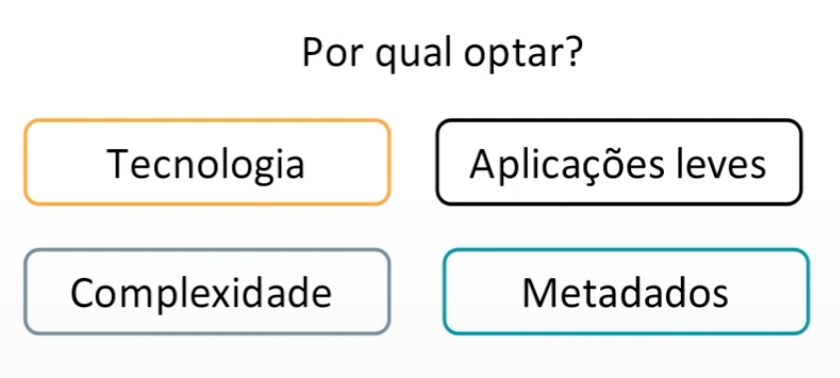 Por qual optar?
Tecnologia
Aplicações leves
Complexidade
Metadados